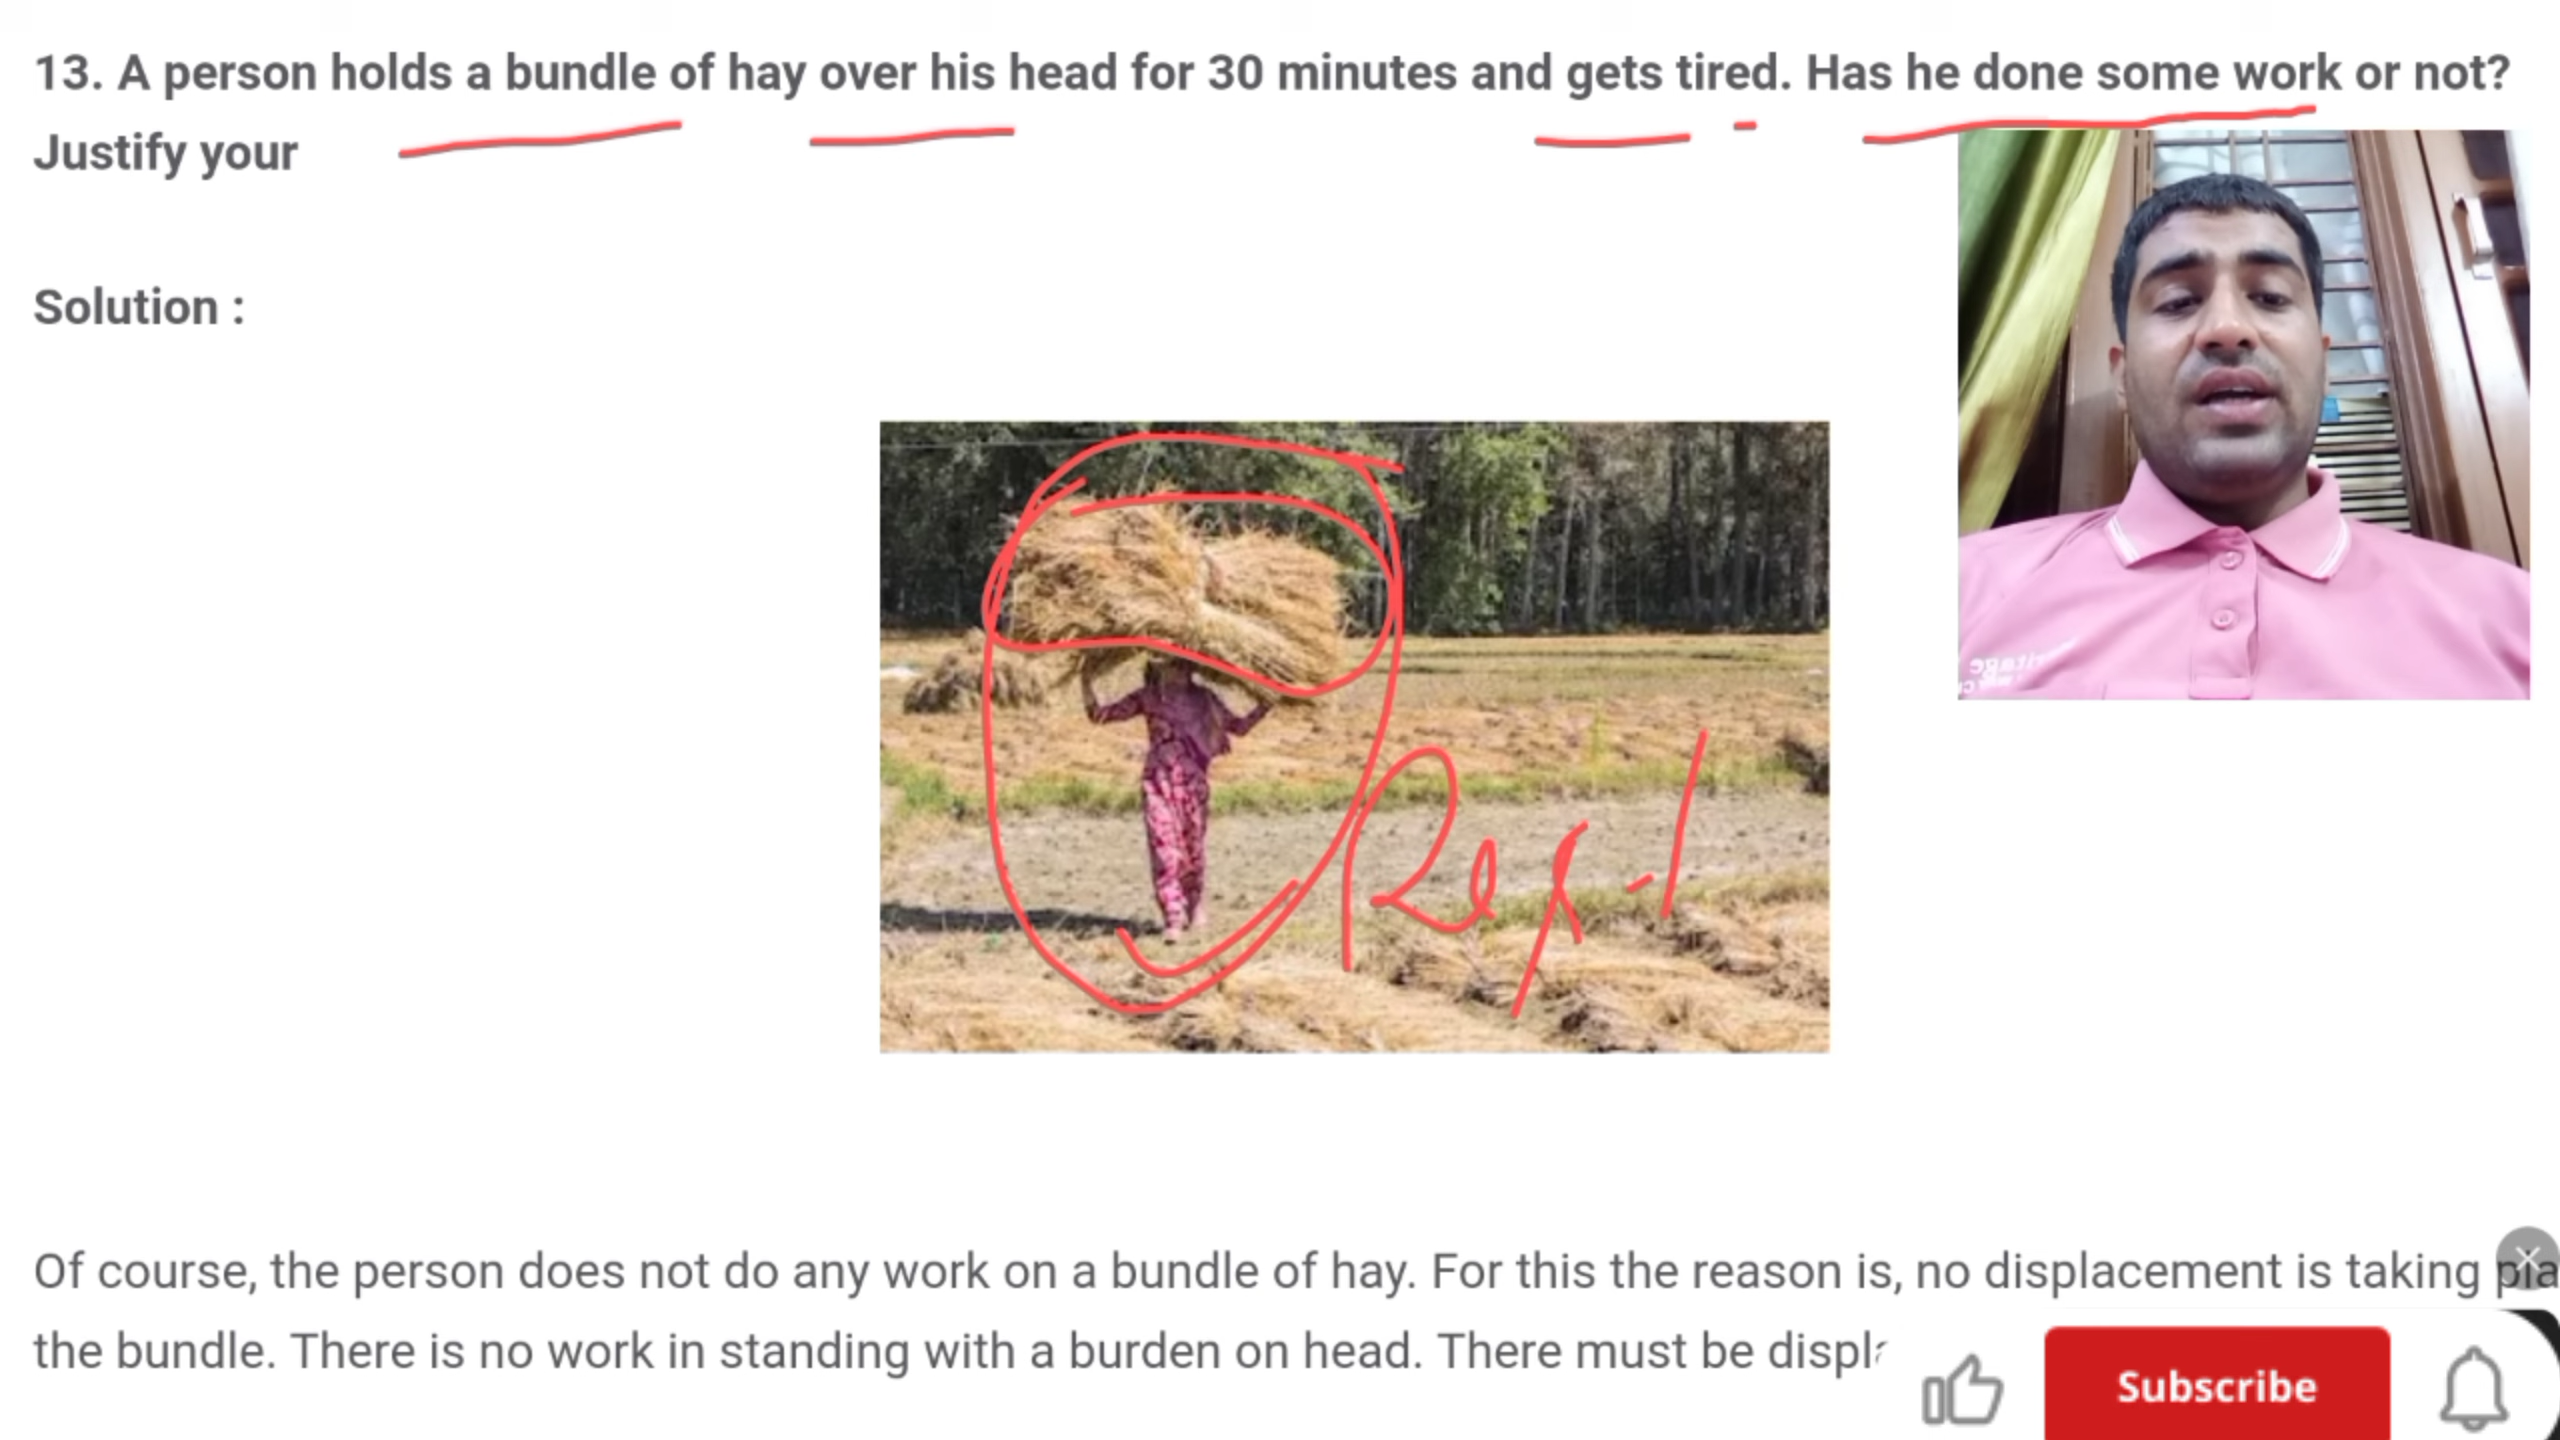 13. A person holds a bundle of hay over his head for 30 minutes and gets tired. Has he done some work or not?
Justify your
Solution :
Of course, the person does not do any work on a bundle of hay. For this the reason is, no displacement is taking pla
the bundle. There is no work in standing with a burden on head. There must be displa
Subscribe